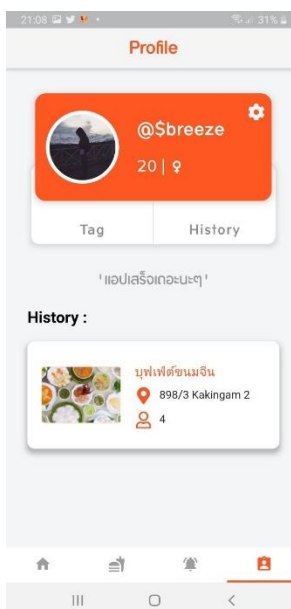 21:08
31%
Profile
@$breeze
20 | ♀
Tag
History
'แอปเสร็จเถอะนะๆ'
History :
บุฟเฟ่ต์ขนมจีน
898/3 Kakingam 2
4